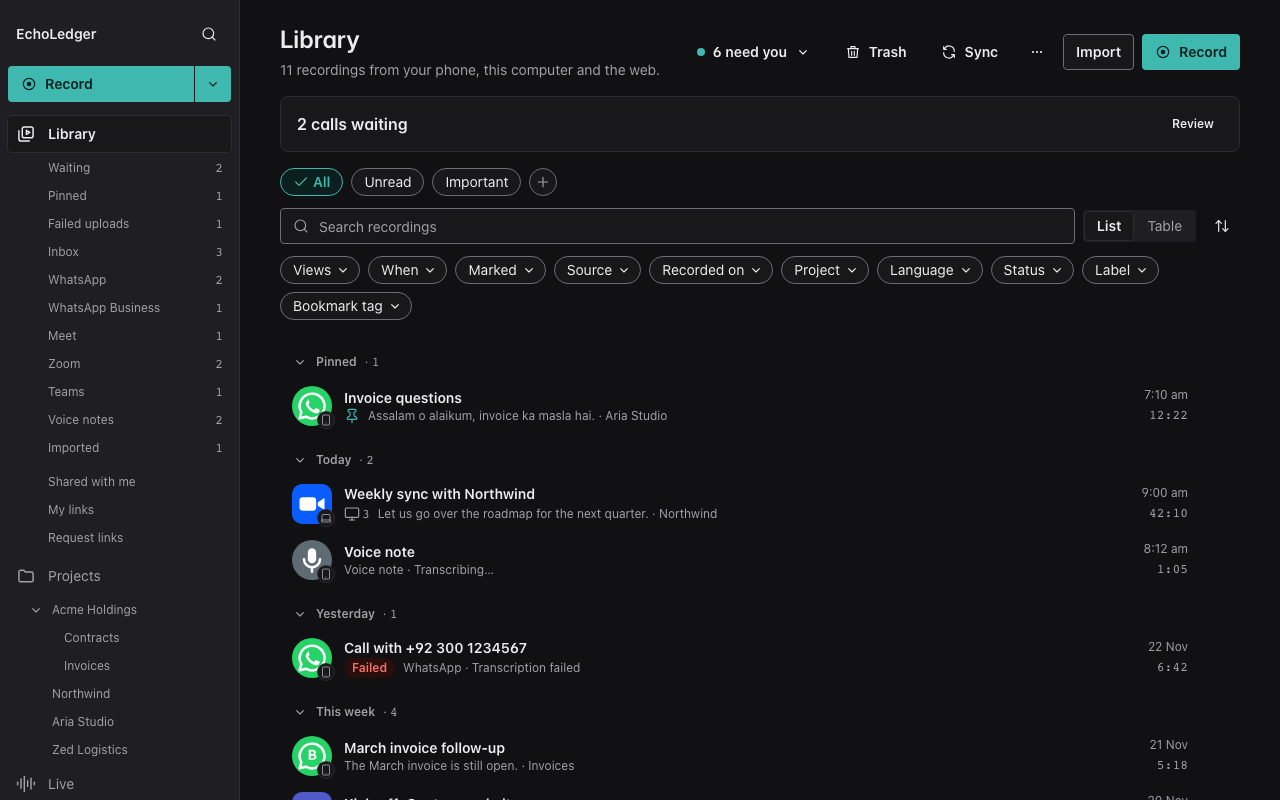 EchoLedger
Record
Library
Waiting 2
Pinned 1
Failed uploads 1
Inbox 3
WhatsApp 2
WhatsApp Business 1
Meet 1
Zoom 2
Teams 1
Voice notes 2
Imported 1
Shared with me
My links
Request links
Projects
Acme Holdings
Contracts
Invoices
Northwind
Aria Studio
Zed Logistics
Live
Library
11 recordings from your phone, this computer and the web.
6 need you
Trash
Sync
Import
Record
2 calls waiting
Review
All Unread Important
Search recordings
List Table
Views When Marked Source Recorded on Project Language Status Label
Bookmark tag
Pinned · 1
Invoice questions 7:10 am
Assalam o alaikum, invoice ka masla hai. · Aria Studio 12:22
Today · 2
Weekly sync with Northwind 9:00 am
3 Let us go over the roadmap for the next quarter. · Northwind 42:10
Voice note 8:12 am
Voice note · Transcribing… 1:05
Yesterday · 1
Call with +92 300 1234567 22 Nov
Failed WhatsApp · Transcription failed 6:42
This week · 4
March invoice follow-up 21 Nov
The March invoice is still open. · Invoices 5:18